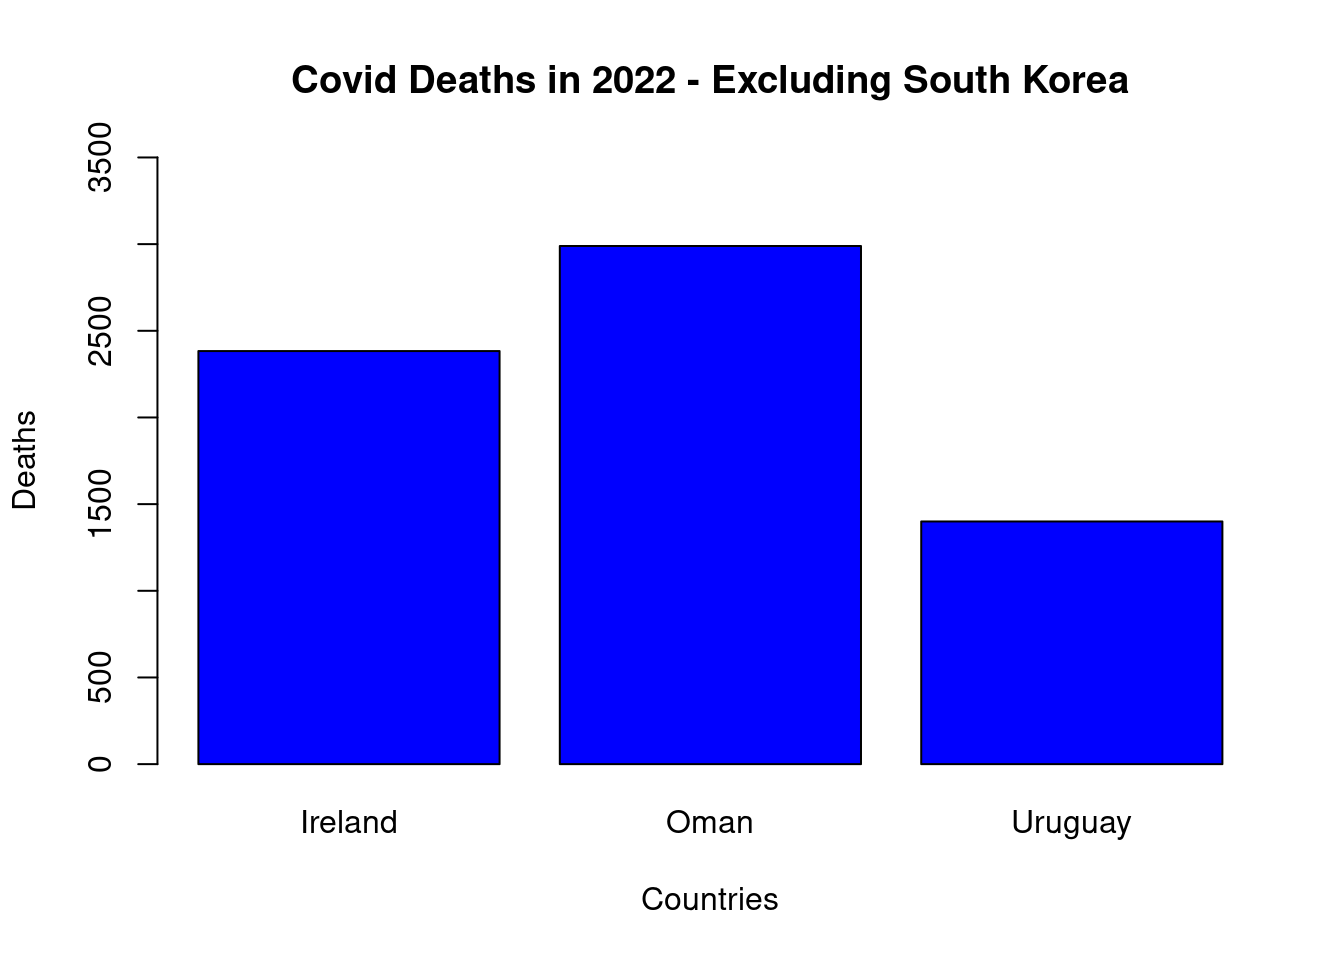 Covid Deaths in 2022 - Excluding South Korea
3500
2500
1500
500
0
Deaths
Ireland
Oman
Uruguay
Countries